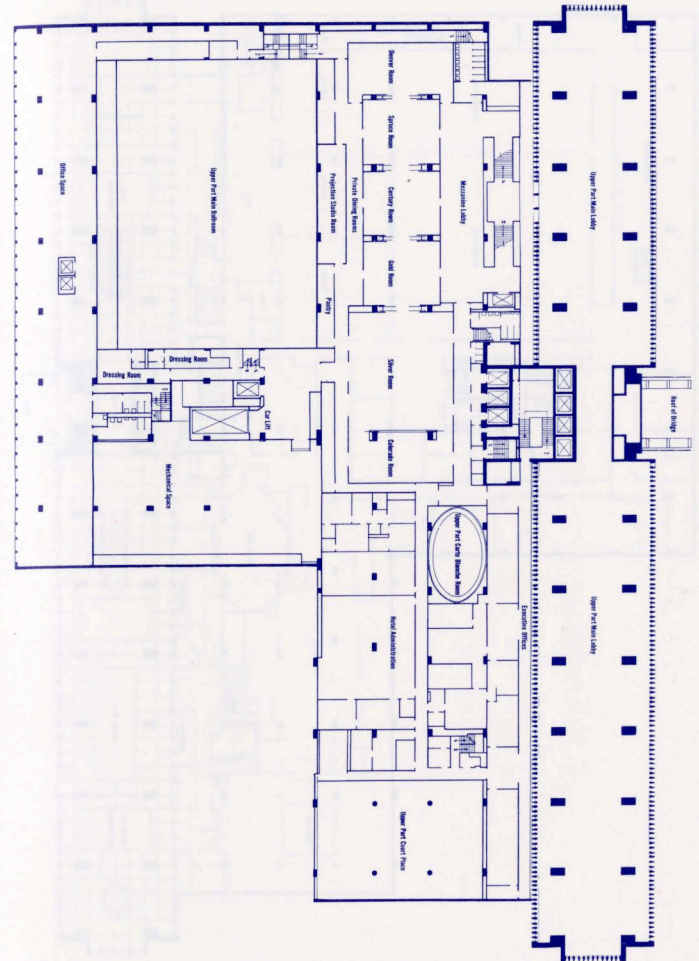 Upper Part Main Lobby
Roof of Bridge
Upper Part Main Lobby
Mezzanine Lobby
Executive Offices
Denver Room
Spruce Room
Century Room
Gold Room
Silver Room
Colorado Room
Upper Part Carte Blanche Room
Private Dining Rooms
Projection Studio Room
Pantry
Hotel Administration
Upper Part Court Place
Upper Part Main Ballroom
Dressing Room
Dressing Room
Car Lift
Mechanical Space
Office Space